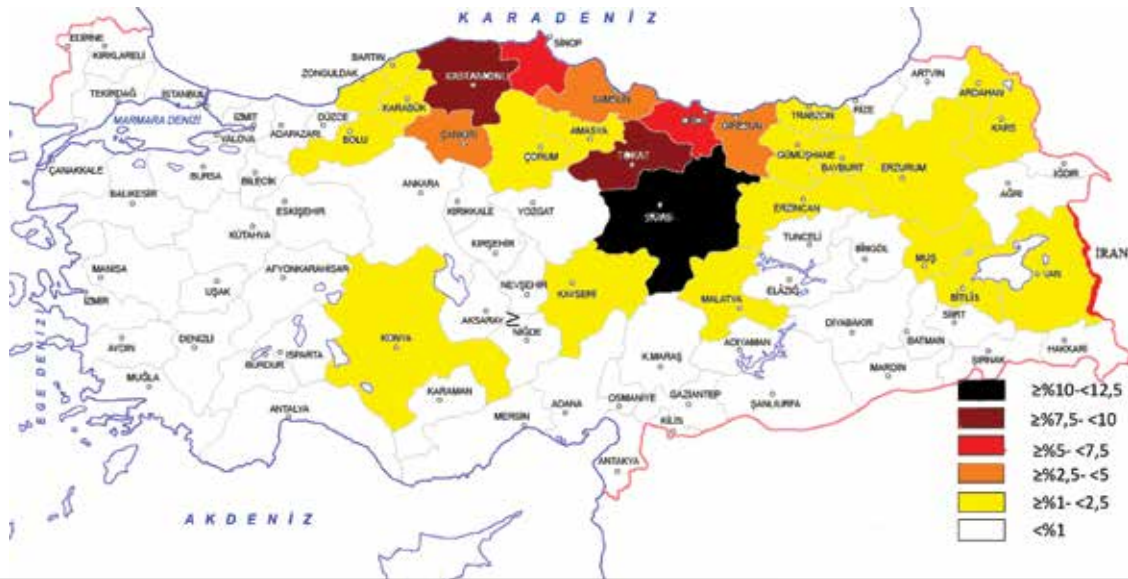 KARADENİZ
EDİRNE
KIRKLARELİ
TEKİRDAĞ
İSTANBUL
MARMARA DENİZİ
YALOVA
İZMİT
ADAPAZARI
DÜZCE
BOLU
ZONGULDAK
BARTIN
KARABÜK
KASTAMONU
SİNOP
ÇANKIRI
ÇORUM
AMASYA
SAMSUN
TOKAT
GİRESUN
TRABZON
RİZE
ARTVİN
ARDAHAN
KARS
GÜMÜŞHANE
BAYBURT
ERZURUM
ERZİNCAN
IĞDIR
AĞRI
İRAN
ÇANAKKALE
BALIKESİR
BURSA
BİLECİK
ESKİŞEHİR
KÜTAHYA
ANKARA
KIRIKKALE
YOZGAT
KIRŞEHİR
TUNCELİ
BİNGÖL
MUŞ
VAN
BİTLİS
SİİRT
MANİSA
İZMİR
UŞAK
AFYONKARAHİSAR
NEVŞEHİR
KAYSERİ
MALATYA
ELAZIĞ
AKSARAY
≥
NİĞDE
KONYA
AYDIN
DENİZLİ
BURDUR
ISPARTA
MUĞLA
ANTALYA
KARAMAN
MERSİN
ADANA
OSMANİYE
K.MARAŞ
ADIYAMAN
GAZİANTEP
KİLİS
ŞANLIURFA
DİYABAKIR
BATMAN
MARDİN
ŞIRNAK
HAKKARİ
ANTAKYA
EGE DENİZİ
AKDENİZ
≥%10-<12,5
≥%7,5- <10
≥%5- <7,5
≥%2,5- <5
≥%1- <2,5
<%1